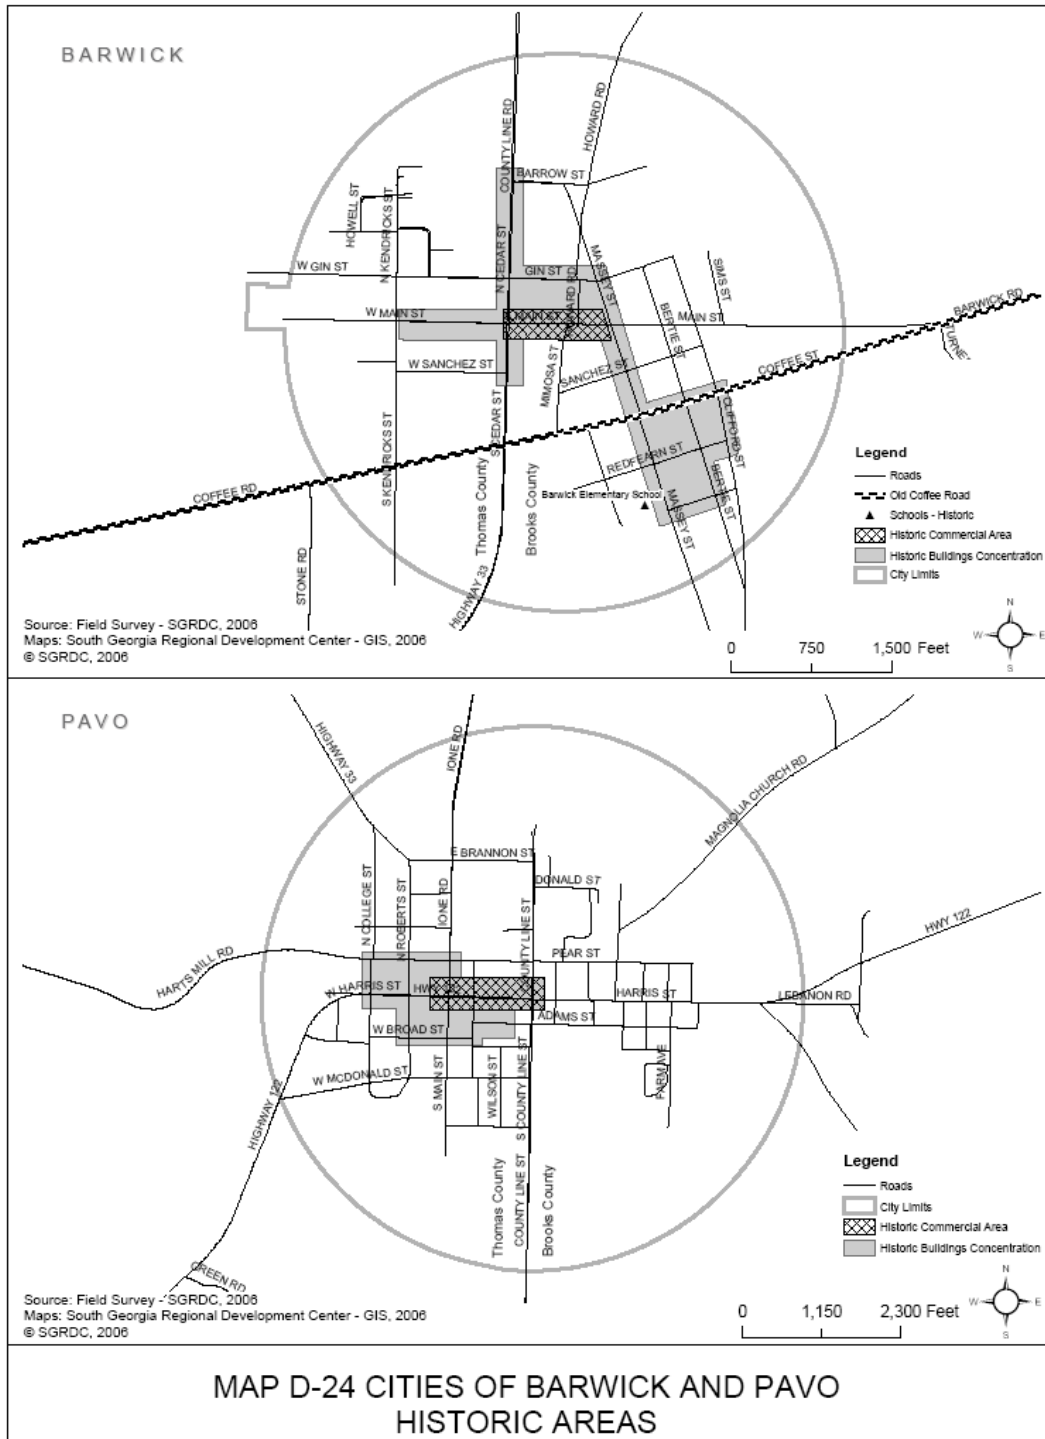 BARWICK
COUNTY LINE RD
HOWARD RD
BARROW ST
HOWELL ST
N KENDRICKS ST
N CEDAR ST
W GIN ST
GIN ST
MASSEY ST
SIMS ST
BERTIE ST
W MAIN ST
MAIN ST
BARWICK RD
W SANCHEZ ST
MIMOSA ST
SANCHEZ ST
COFFEE ST
S CEDAR ST
S KENDRICKS ST
CLIFFORD ST
REDFEARN ST
COFFEE RD
Thomas County
Brooks County
Barwick Elementary School
MASSEY ST
BERTIE ST
STONE RD
HIGHWAY 33
Legend
Roads
Old Coffee Road
Schools - Historic
Historic Commercial Area
Historic Buildings Concentration
City Limits
Source: Field Survey - SGRDC, 2006
Maps: South Georgia Regional Development Center - GIS, 2006
© SGRDC, 2006
N
W
E
S
0 750 1,500 Feet
PAVO
HIGHWAY 33
IONE RD
MAGNOLIA CHURCH RD
E BRANNON ST
DONALD ST
N COLLEGE ST
N ROBERTS ST
IONE RD
COUNTY LINE ST
HWY 122
PEAR ST
HARTS MILL RD
W HARRIS ST
HARRIS ST
LEBANON RD
ADAMS ST
W BROAD ST
W MCDONALD ST
S MAIN ST
WILSON ST
S COUNTY LINE ST
HIGHWAY 122
Thomas County
COUNTY LINE ST
Brooks County
GREEN RD
Legend
Roads
City Limits
Historic Commercial Area
Historic Buildings Concentration
Source: Field Survey - SGRDC, 2006
Maps: South Georgia Regional Development Center - GIS, 2006
© SGRDC, 2006
N
W
E
S
0 1,150 2,300 Feet
MAP D-24 CITIES OF BARWICK AND PAVO
HISTORIC AREAS